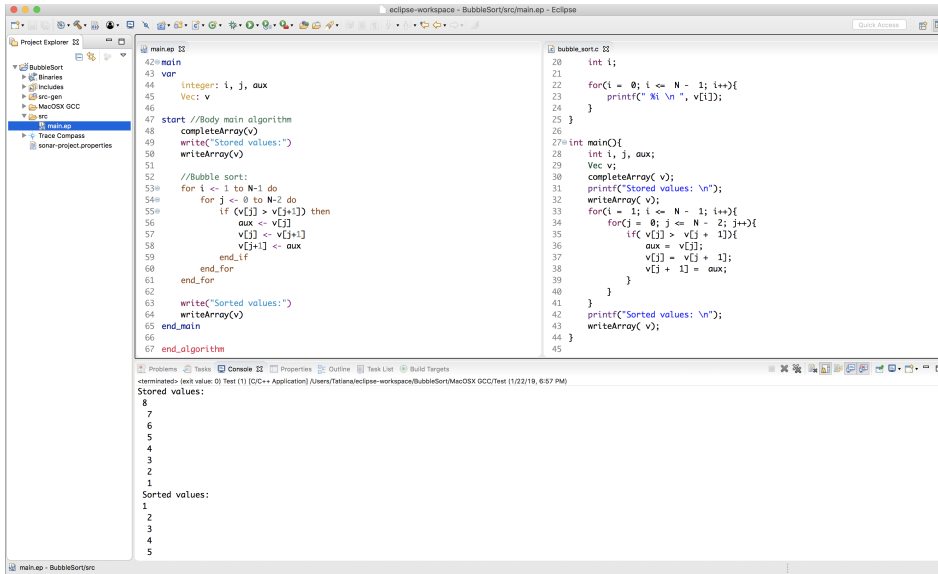 eclipse-workspace - BubbleSort/src/main.ep - Eclipse
Quick Access
Project Explorer
BubbleSort
Binaries
Includes
src-gen
MacOSX GCC
src
main.ep
Trace Compass
sonar-project.properties
main.ep
42 main
43 var
44 integer: i, j, aux
45 Vec: v
46
47 start //Body main algorithm
48 completeArray(v)
49 write("Stored values:")
50 writeArray(v)
51
52 //Bubble sort:
53 for i <- 1 to N-1 do
54 for j <- 0 to N-2 do
55 if (v[j] > v[j+1]) then
56 aux <- v[j]
57 v[j] <- v[j+1]
58 v[j+1] <- aux
59 end_if
60 end_for
61 end_for
62
63 write("Sorted values:")
64 writeArray(v)
65 end_main
66
67 end_algorithm
bubble_sort.c
20 int i;
21
22 for(i = 0; i <= N - 1; i++){
23 printf(" %i \n ", v[i]);
24 }
25 }
26
27 int main(){
28 int i, j, aux;
29 Vec v;
30 completeArray( v);
31 printf("Stored values: \n");
32 writeArray( v);
33 for(i = 1; i <= N - 1; i++){
34 for(j = 0; j <= N - 2; j++){
35 if( v[j] > v[j + 1]){
36 aux = v[j];
37 v[j] = v[j + 1];
38 v[j + 1] = aux;
39 }
40 }
41 }
42 printf("Sorted values: \n");
43 writeArray( v);
44 }
45
Problems Tasks Console Properties Outline Task List Build Targets
<terminated> (exit value: 0) Test (1) [C/C++ Application] /Users/Tatiana/eclipse-workspace/BubbleSort/MacOSX GCC/Test (1/22/19, 6:57 PM)
Stored values:
8
7
6
5
4
3
2
1
Sorted values:
1
2
3
4
5
main.ep - BubbleSort/src